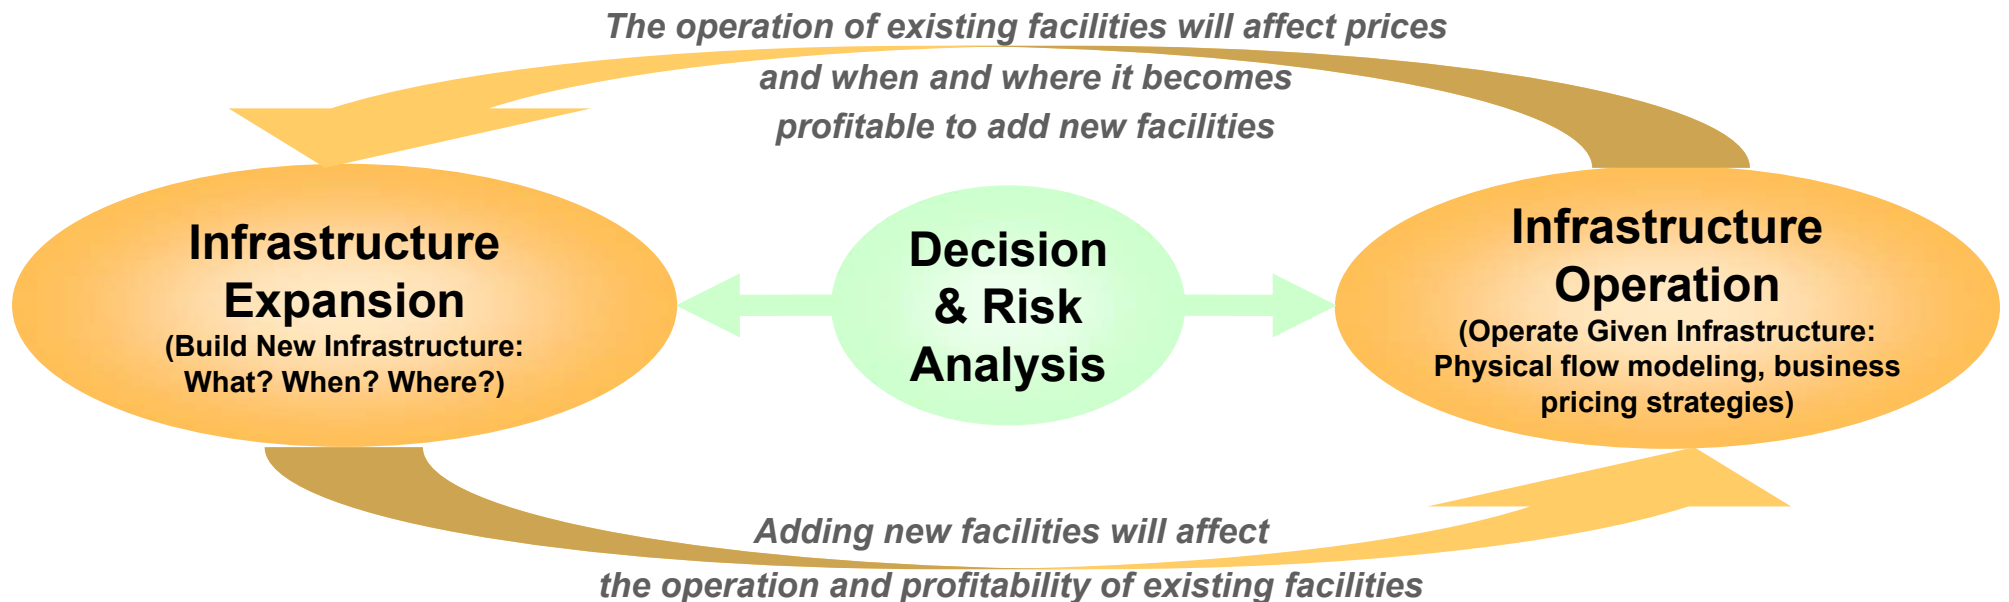 The operation of existing facilities will affect prices
and when and where it becomes
profitable to add new facilities
Infrastructure
Expansion
(Build New Infrastructure:
What? When? Where?)
Decision
& Risk
Analysis
Infrastructure
Operation
(Operate Given Infrastructure:
Physical flow modeling, business
pricing strategies)
Adding new facilities will affect
the operation and profitability of existing facilities